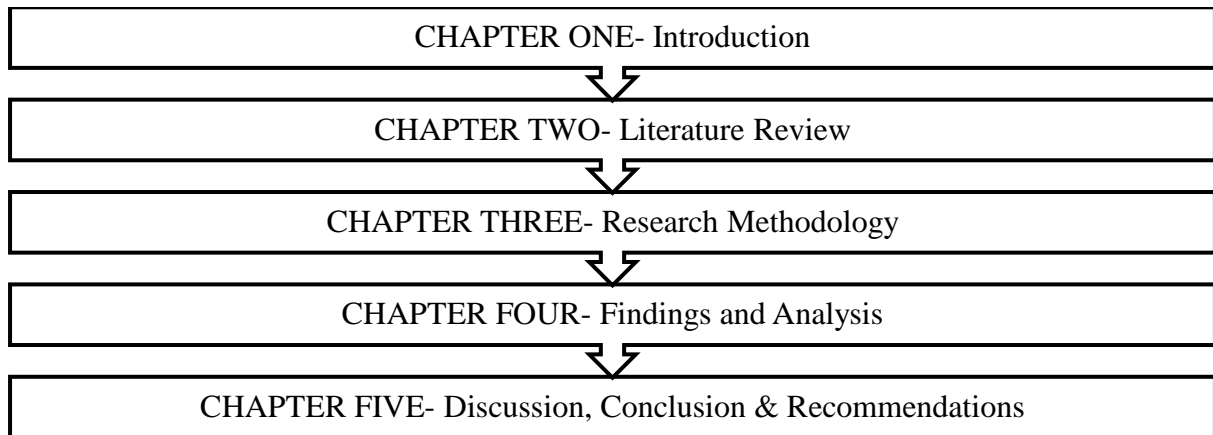 CHAPTER ONE- Introduction
CHAPTER TWO- Literature Review
CHAPTER THREE- Research Methodology
CHAPTER FOUR- Findings and Analysis
CHAPTER FIVE- Discussion, Conclusion & Recommendations